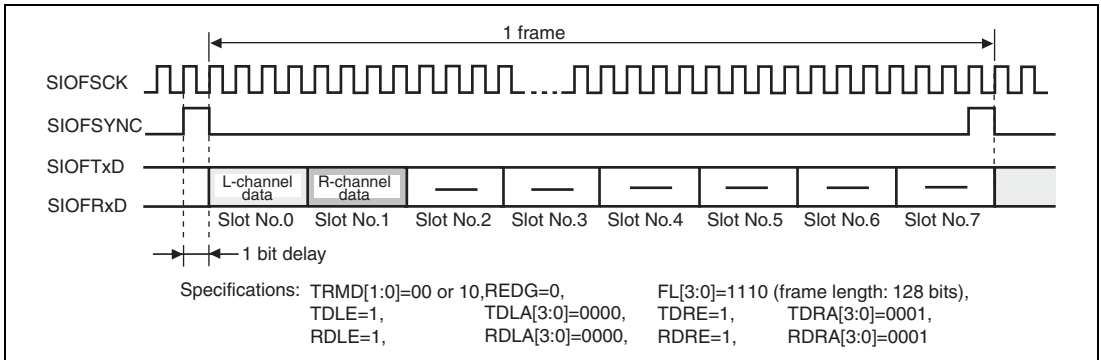 1 frame
SIOFSCK
SIOFSYNC
SIOFTxD
SIOFRxD
L-channel data
R-channel data
Slot No.0 Slot No.1 Slot No.2 Slot No.3 Slot No.4 Slot No.5 Slot No.6 Slot No.7
1 bit delay
Specifications: TRMD[1:0]=00 or 10,REDG=0, FL[3:0]=1110 (frame length: 128 bits),
TDLE=1, TDLA[3:0]=0000, TDRE=1, TDRA[3:0]=0001,
RDLE=1, RDLA[3:0]=0000, RDRE=1, RDRA[3:0]=0001